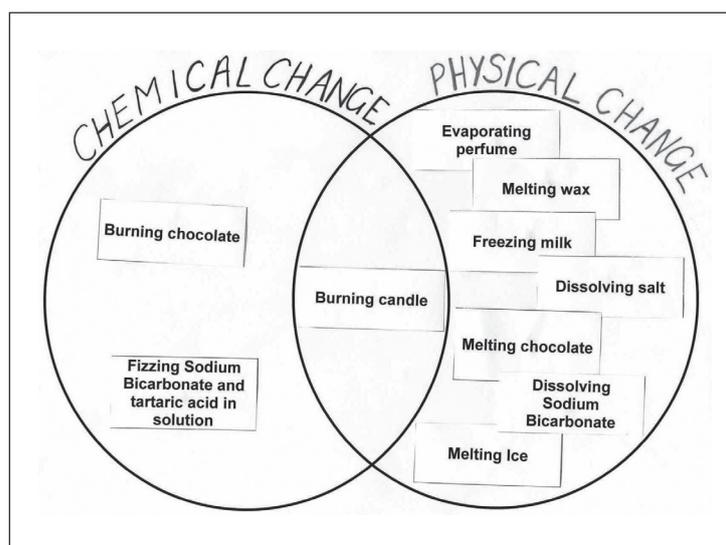 CHEMICAL CHANGE
PHYSICAL CHANGE
Burning chocolate
Fizzing Sodium
Bicarbonate and
tartaric acid in
solution
Burning candle
Evaporating
perfume
Melting wax
Freezing milk
Dissolving salt
Melting chocolate
Dissolving
Sodium
Bicarbonate
Melting Ice